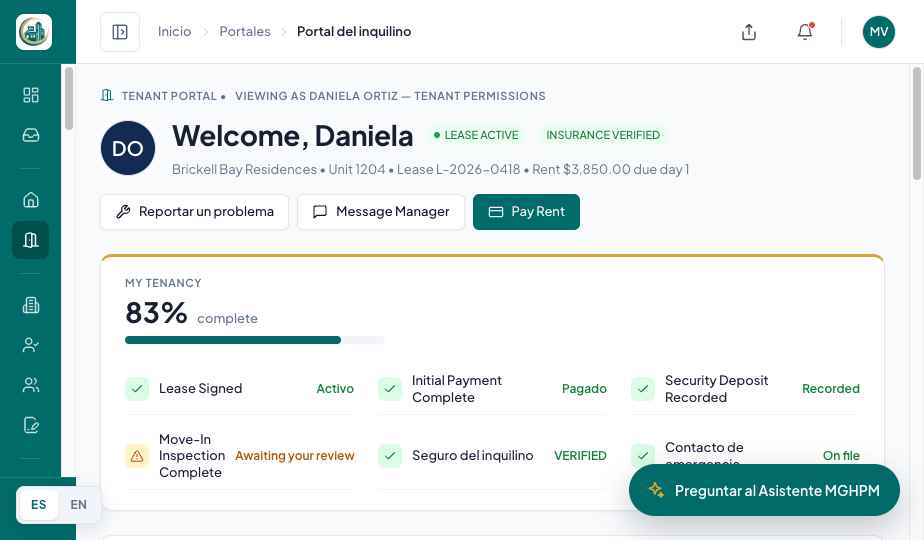 Inicio > Portales > Portal del inquilino
MV
TENANT PORTAL • VIEWING AS DANIELA ORTIZ — TENANT PERMISSIONS
DO
Welcome, Daniela
LEASE ACTIVE
INSURANCE VERIFIED
Brickell Bay Residences • Unit 1204 • Lease L-2026-0418 • Rent $3,850.00 due day 1
Reportar un problema
Message Manager
Pay Rent
MY TENANCY
83% complete
Lease Signed
Activo
Initial Payment
Complete
Pagado
Security Deposit
Recorded
Recorded
Move-In
Inspection
Complete
Awaiting your review
Seguro del inquilino
VERIFIED
Contacto de
emergencia
On file
ES
EN
Preguntar al Asistente MGHPM